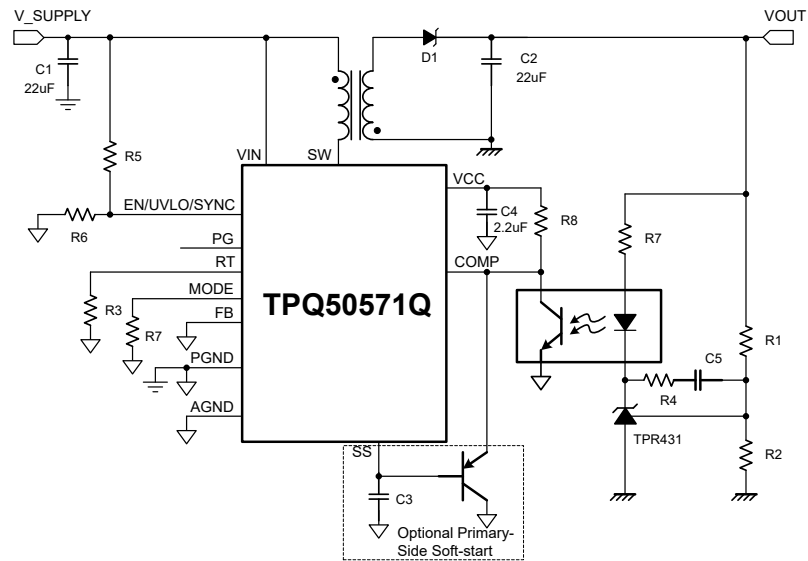 V_SUPPLY
VOUT
C1
22uF
D1
C2
22uF
R5
VIN
SW
VCC
EN/UVLO/SYNC
R6
C4
2.2uF
R8
R7
PG
RT
COMP
MODE
TPQ50571Q
R3
R7
FB
PGND
R1
C5
R4
AGND
TPR431
R2
SS
C3
Optional Primary-
Side Soft-start